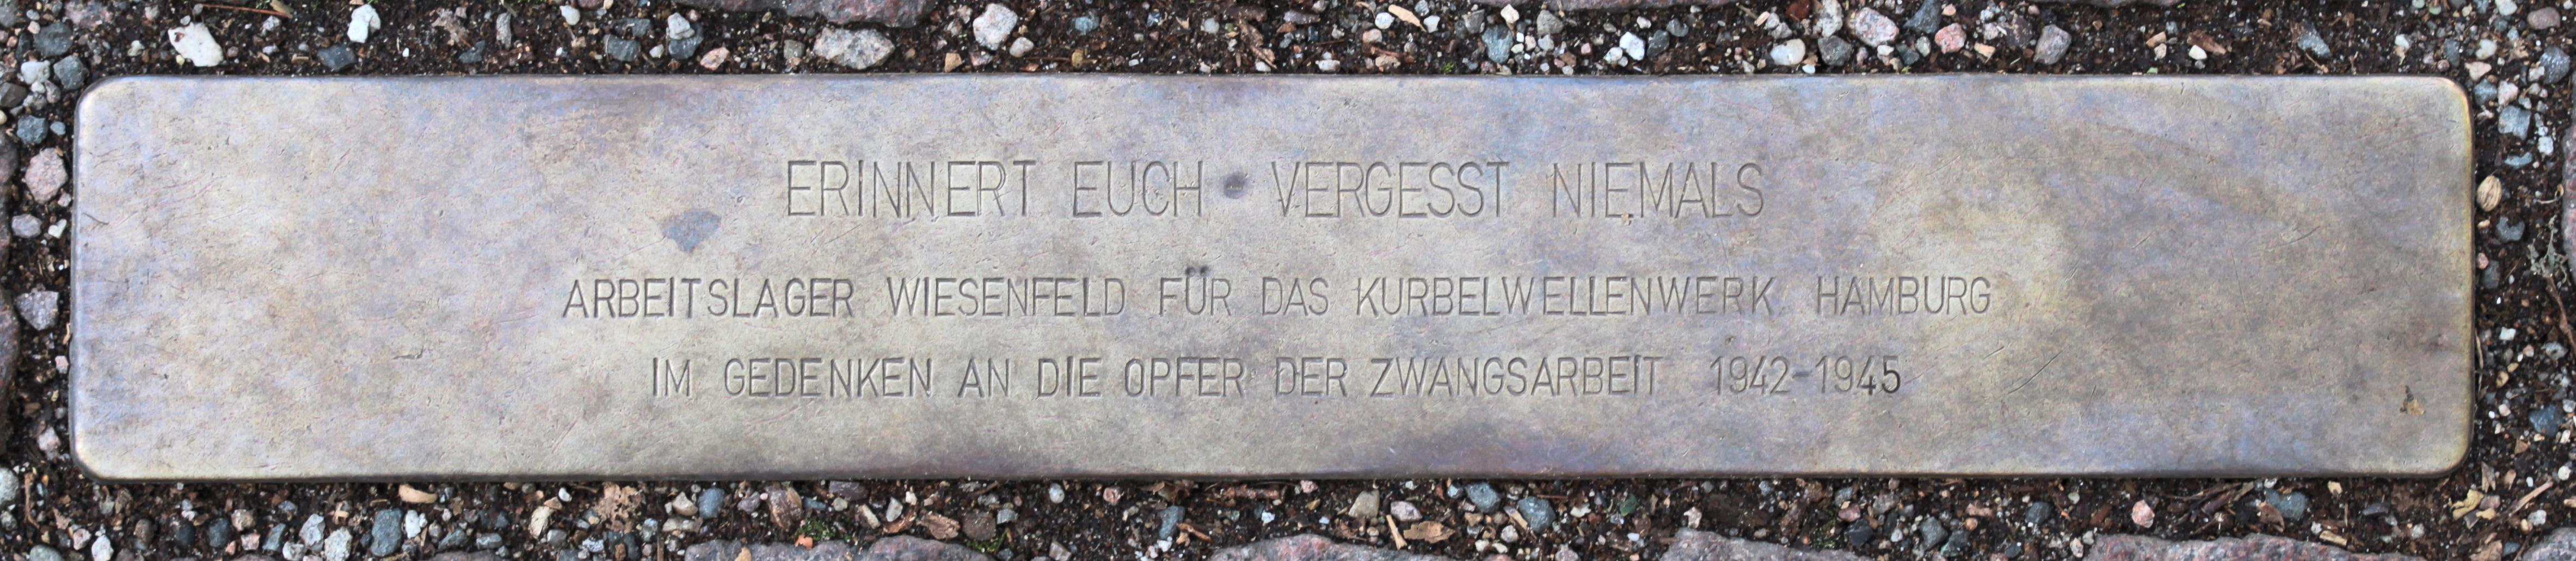 ERINNERT EUCH • VERGESST NIEMALS
ARBEITSLAGER WIESENFELD FÜR DAS KURBELWELLENWERK HAMBURG
IM GEDENKEN AN DIE OPFER DER ZWANGSARBEIT 1942-1945